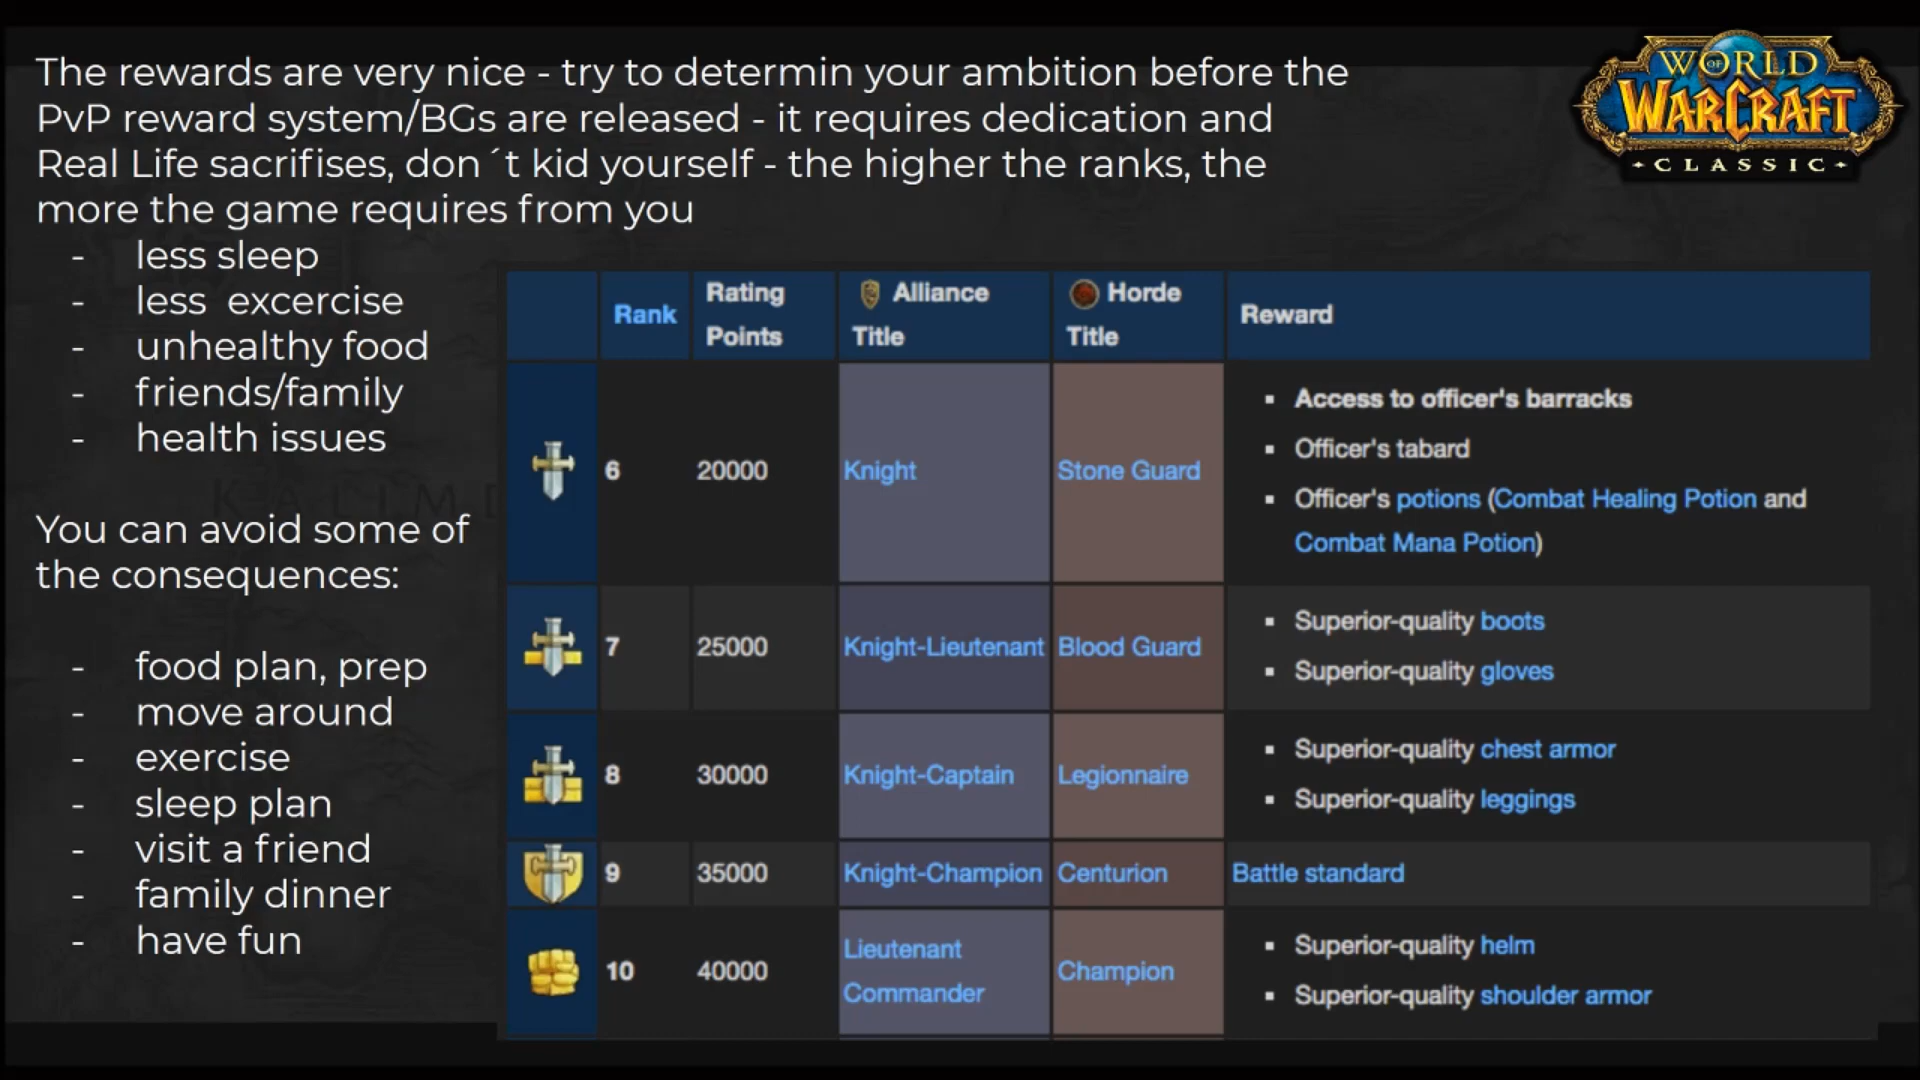 The rewards are very nice - try to determin your ambition before the
PvP reward system/BGs are released - it requires dedication and
Real Life sacrifises, don´t kid yourself - the higher the ranks, the
more the game requires from you
- less sleep
- less  excercise
- unhealthy food
- friends/family
- health issues
You can avoid some of
the consequences:
- food plan, prep
- move around
- exercise
- sleep plan
- visit a friend
- family dinner
- have fun
WORLD
OF
WARCRAFT
CLASSIC
KALIMD
Rank
Rating
Points
Alliance
Title
Horde
Title
Reward
6
20000
Knight
Stone Guard
▪ Access to officer's barracks
▪ Officer's tabard
▪ Officer's potions (Combat Healing Potion and
Combat Mana Potion)
7
25000
Knight-Lieutenant
Blood Guard
▪ Superior-quality boots
▪ Superior-quality gloves
8
30000
Knight-Captain
Legionnaire
▪ Superior-quality chest armor
▪ Superior-quality leggings
9
35000
Knight-Champion
Centurion
Battle standard
10
40000
Lieutenant
Commander
Champion
▪ Superior-quality helm
▪ Superior-quality shoulder armor